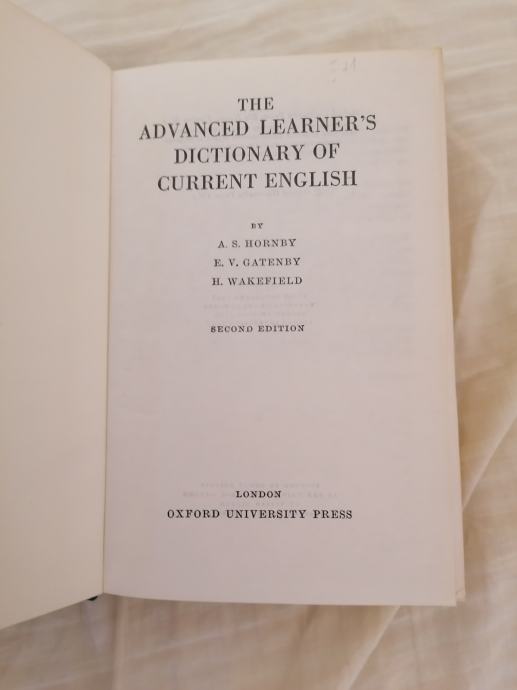 THE
ADVANCED LEARNER'S
DICTIONARY OF
CURRENT ENGLISH
BY
A. S. HORNBY
E. V. GATENBY
H. WAKEFIELD
SECOND EDITION
LONDON
OXFORD UNIVERSITY PRESS